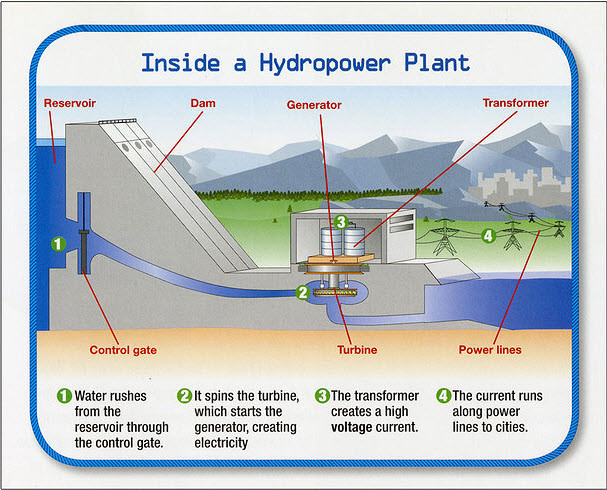 Inside a Hydropower Plant
Reservoir
Dam
Generator
Transformer
3
1
4
2
Control gate
Turbine
Power lines
1 Water rushes
from the
reservoir through
the control gate.
2 It spins the turbine,
which starts the
generator, creating
electricity
3 The transformer
creates a high
voltage current.
4 The current runs
along power
lines to cities.